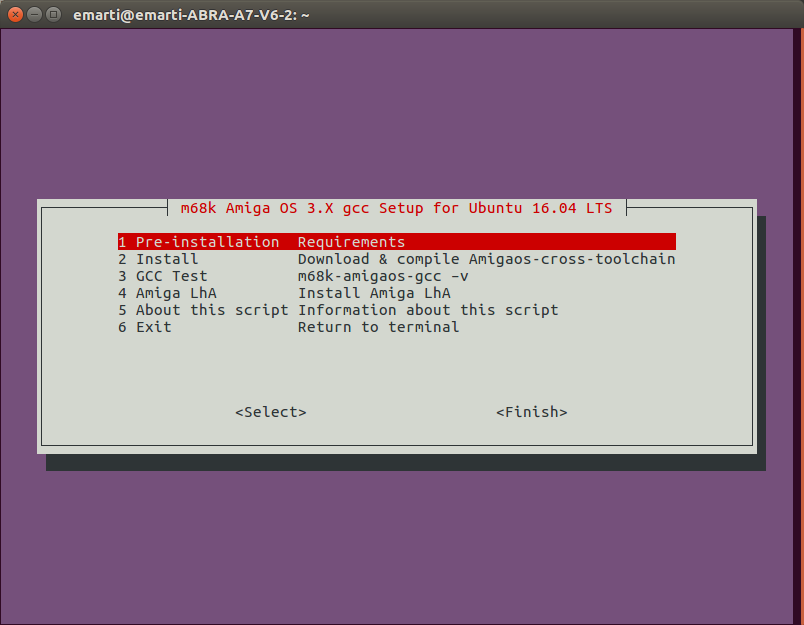 emarti@emarti-ABRA-A7-V6-2: ~
m68k Amiga OS 3.X gcc Setup for Ubuntu 16.04 LTS
1 Pre-installation  Requirements
2 Install           Download & compile Amigaos-cross-toolchain
3 GCC Test          m68k-amigaos-gcc -v
4 Amiga LhA         Install Amiga LhA
5 About this script Information about this script
6 Exit              Return to terminal
<Select>                     <Finish>